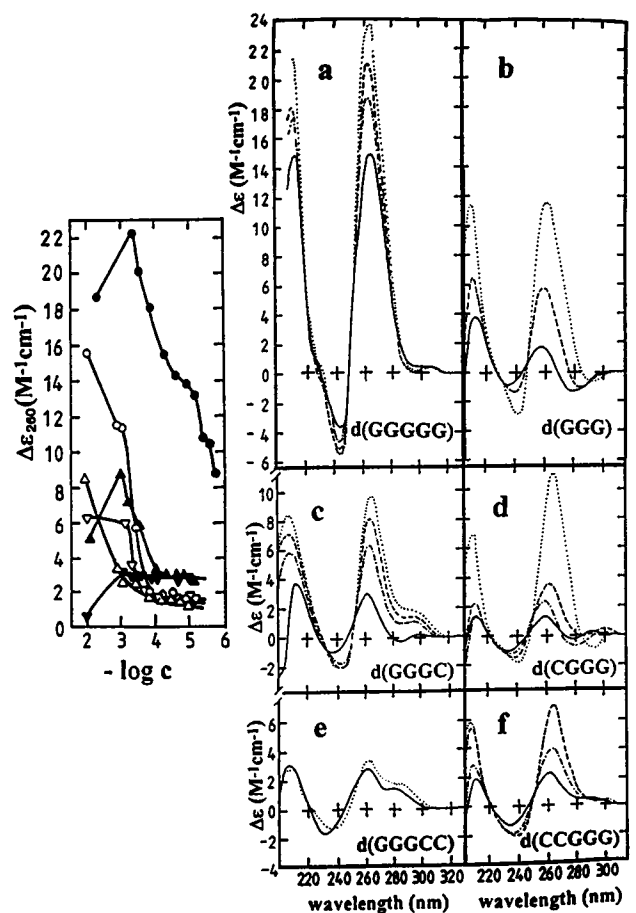 Δε₂₆₀(M⁻¹cm⁻¹)
22
20
18
16
14
12
10
8
6
4
2
0
2 3 4 5 6
- log c
Δε (M⁻¹cm⁻¹)
24
22
20
18
16
14
12
10
8
6
4
2
0
-2
-4
-6
a
d(GGGGG)
b
d(GGG)
Δε (M⁻¹cm⁻¹)
10
8
6
4
2
0
-2
c
d(GGGC)
d
d(CGGG)
Δε (M⁻¹cm⁻¹)
6
4
2
0
-2
-4
e
d(GGGCC)
f
d(CCGGG)
220 240 260 280 300 320
220 240 260 280 300
wavelength (nm)
wavelength (nm)